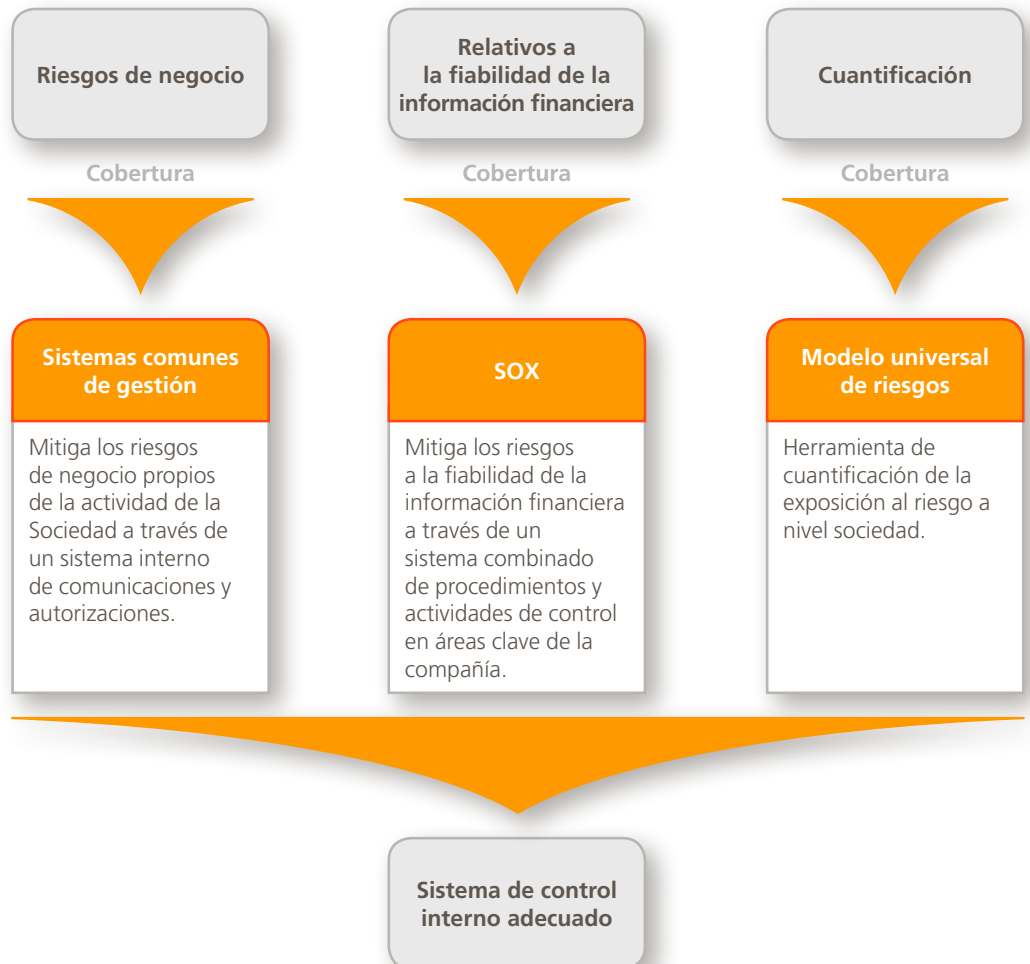 Riesgos de negocio
Relativos a
la fiabilidad de la
información financiera
Cuantificación
Cobertura
Cobertura
Cobertura
Sistemas comunes
de gestión
Mitiga los riesgos
de negocio propios
de la actividad de la
Sociedad a través de
un sistema interno
de comunicaciones y
autorizaciones.
SOX
Mitiga los riesgos
a la fiabilidad de la
información financiera
a través de un
sistema combinado
de procedimientos y
actividades de control
en áreas clave de la
compañía.
Modelo universal
de riesgos
Herramienta de
cuantificación de la
exposición al riesgo a
nivel sociedad.
Sistema de control
interno adecuado